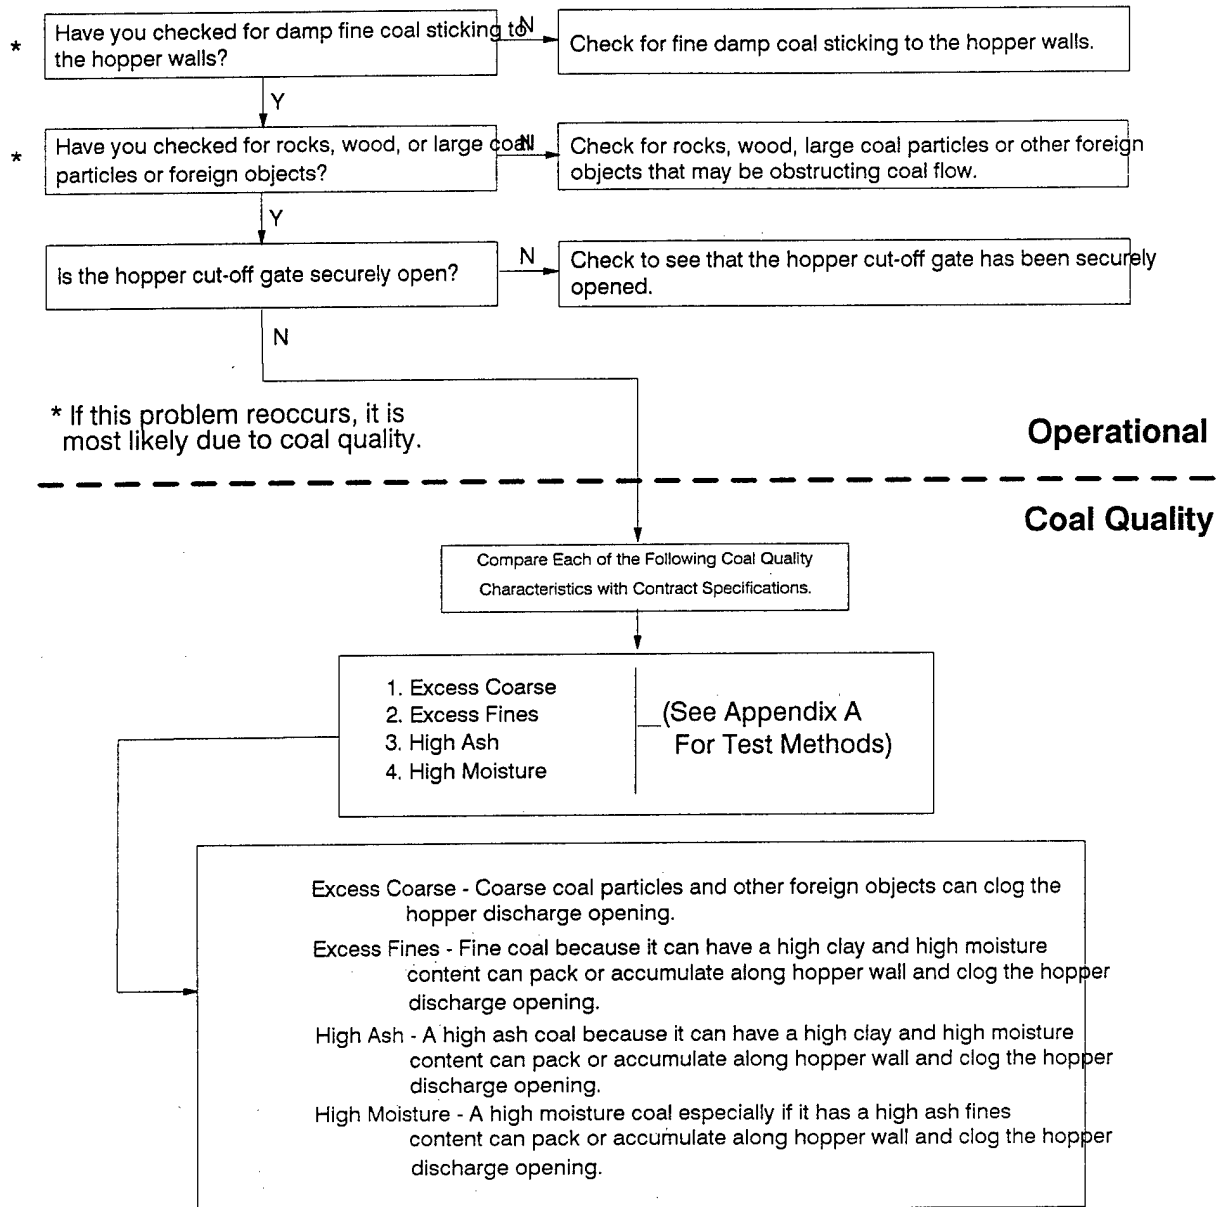 * Have you checked for damp fine coal sticking to
the hopper walls?
N
Check for fine damp coal sticking to the hopper walls.
Y
* Have you checked for rocks, wood, or large coal
particles or foreign objects?
N
Check for rocks, wood, large coal particles or other foreign
objects that may be obstructing coal flow.
Y
Is the hopper cut-off gate securely open?
N
Check to see that the hopper cut-off gate has been securely
opened.
N
* If this problem reoccurs, it is
most likely due to coal quality.
Operational
Coal Quality
Compare Each of the Following Coal Quality
Characteristics with Contract Specifications.
1. Excess Coarse
2. Excess Fines
3. High Ash
4. High Moisture
(See Appendix A
For Test Methods)
Excess Coarse - Coarse coal particles and other foreign objects can clog the
hopper discharge opening.
Excess Fines - Fine coal because it can have a high clay and high moisture
content can pack or accumulate along hopper wall and clog the hopper
discharge opening.
High Ash - A high ash coal because it can have a high clay and high moisture
content can pack or accumulate along hopper wall and clog the hopper
discharge opening.
High Moisture - A high moisture coal especially if it has a high ash fines
content can pack or accumulate along hopper wall and clog the hopper
discharge opening.